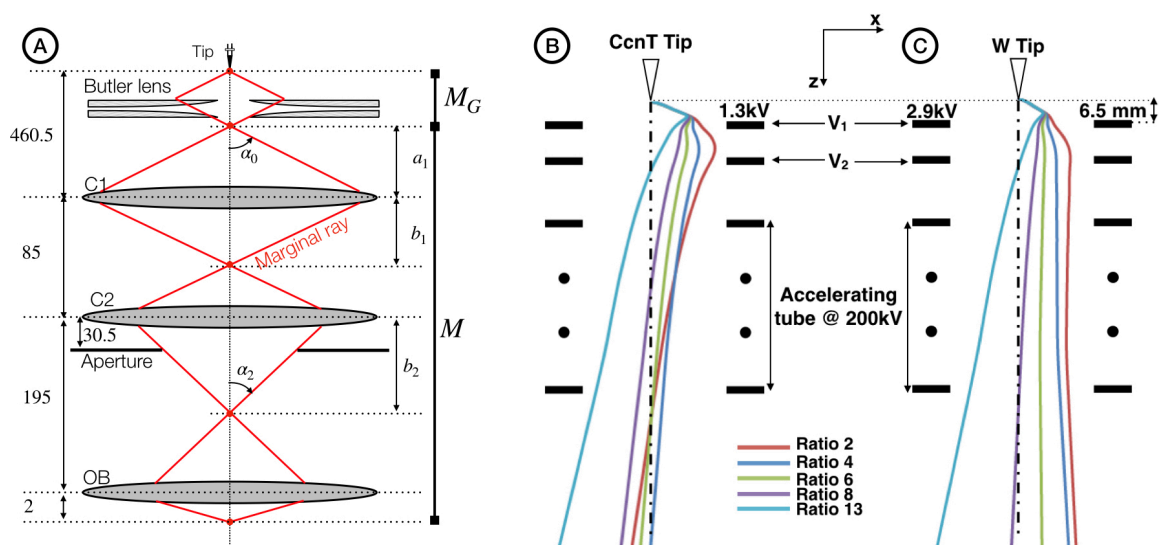 A
Tip
Butler lens
M_G
460.5
α₀
a₁
C1
Marginal ray
b₁
85
C2
30.5
Aperture
M
α₂
b₂
195
OB
2
B
CcnT Tip
x
z
C
W Tip
1.3kV
V₁
2.9kV
6.5 mm
V₂
Accelerating
tube @ 200kV
Ratio 2
Ratio 4
Ratio 6
Ratio 8
Ratio 13